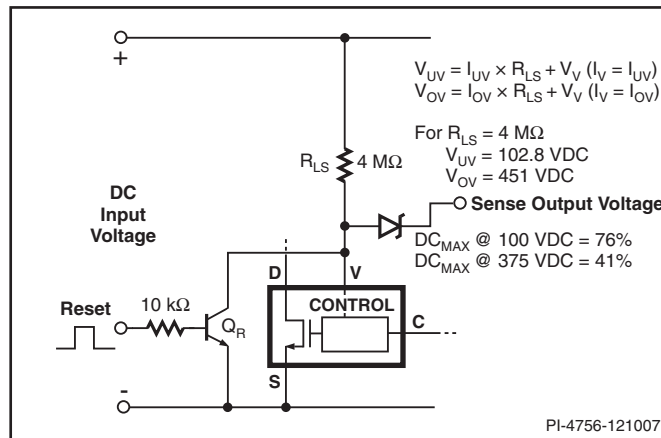 +
V_UV = I_UV × R_LS + V_V (I_V = I_UV)
V_OV = I_OV × R_LS + V_V (I_V = I_OV)
For R_LS = 4 MΩ
V_UV = 102.8 VDC
V_OV = 451 VDC
R_LS 4 MΩ
DC
Input
Voltage
Sense Output Voltage
DC_MAX @ 100 VDC = 76%
DC_MAX @ 375 VDC = 41%
D V
CONTROL
Reset 10 kΩ
Q_R
C
S
-
PI-4756-121007